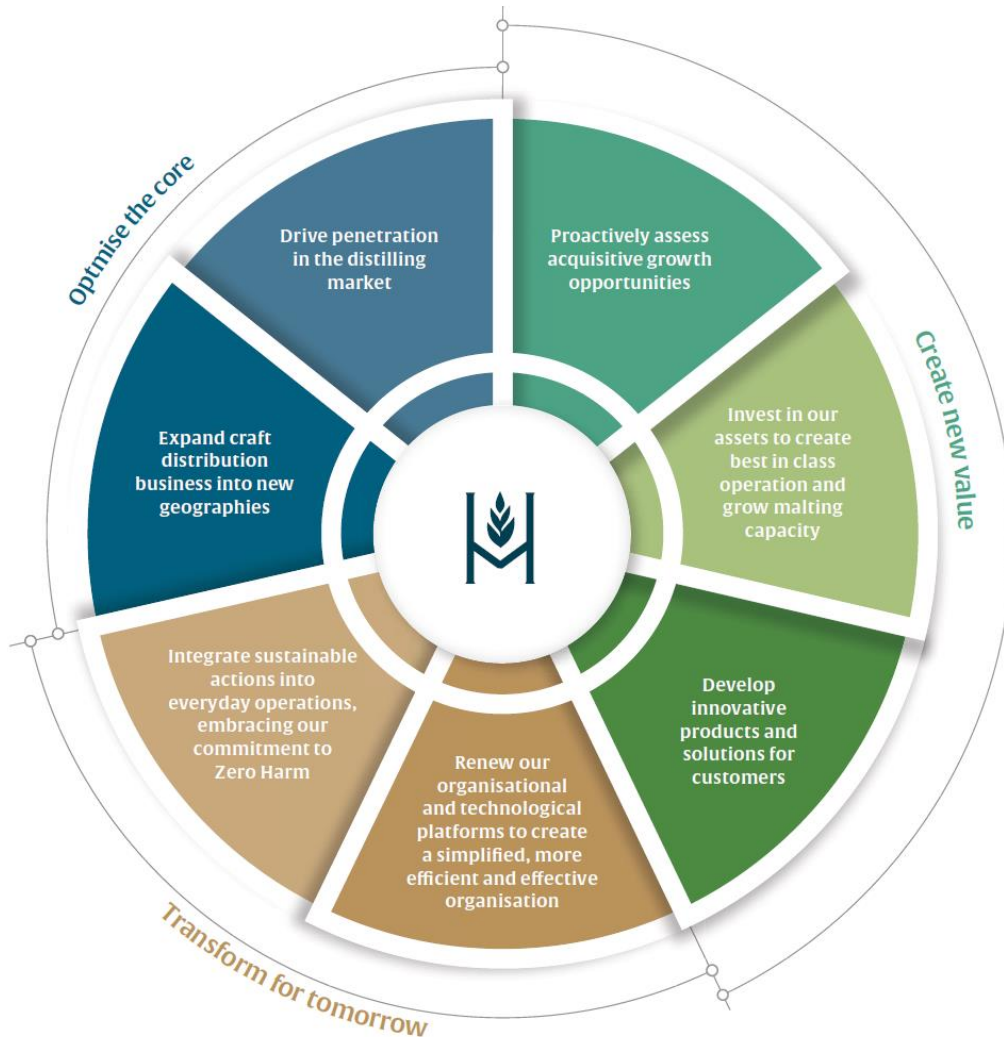 Optmise the core
Drive penetration
in the distilling
market
Proactively assess
acquisitive growth
opportunities
Create new value
Invest in our
assets to create
best in class
operation and
grow malting
capacity
Expand craft
distribution
business into new
geographies
Develop
innovative
products and
solutions for
customers
Integrate sustainable
actions into
everyday operations,
embracing our
commitment to
Zero Harm
Renew our
organisational
and technological
platforms to create
a simplified, more
efficient and effective
organisation
Transform for tomorrow